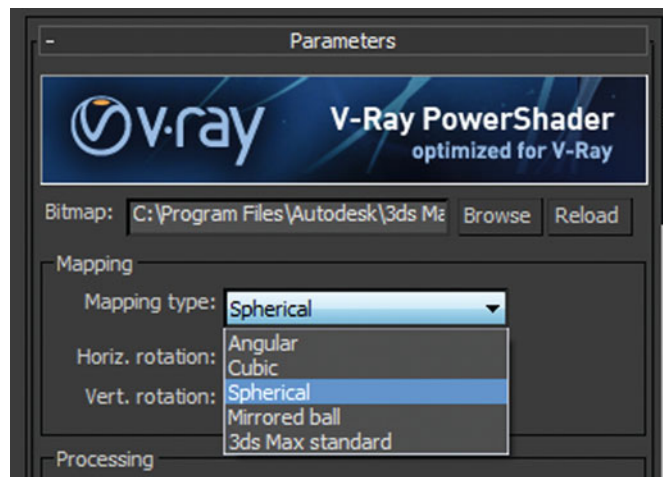 - Parameters
v·ray V-Ray PowerShader
optimized for V-Ray
Bitmap: C:\Program Files\Autodesk\3ds Ma Browse Reload
Mapping
Mapping type: Spherical
Angular
Horiz. rotation: Cubic
Vert. rotation: Spherical
Mirrored ball
3ds Max standard
Processing